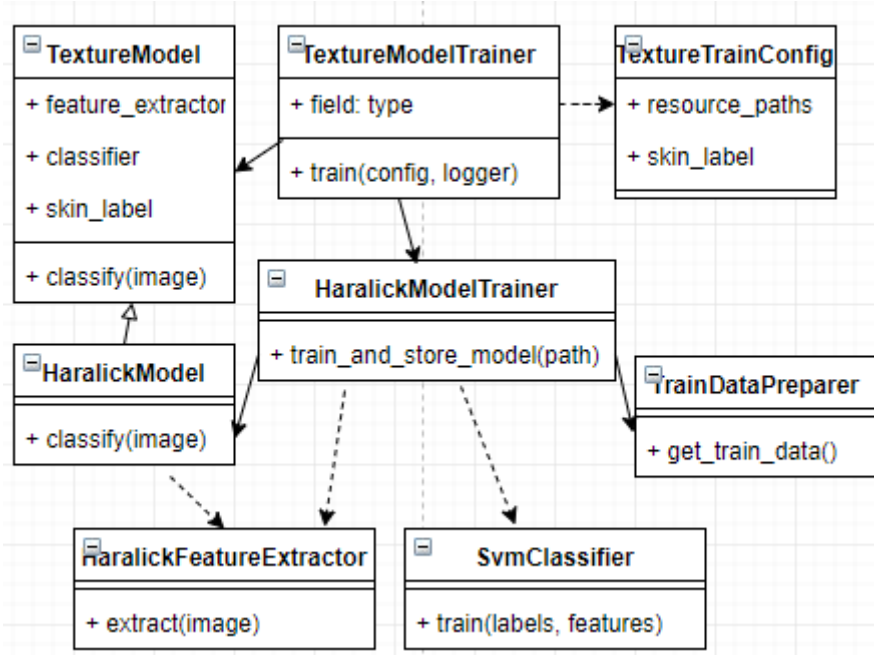 TextureModel
+ feature_extractor
+ classifier
+ skin_label
+ classify(image)
TextureModelTrainer
+ field: type
+ train(config, logger)
TextureTrainConfig
+ resource_paths
+ skin_label
HaralickModelTrainer
+ train_and_store_model(path)
HaralickModel
+ classify(image)
TrainDataPreparer
+ get_train_data()
HaralickFeatureExtractor
+ extract(image)
SvmClassifier
+ train(labels, features)